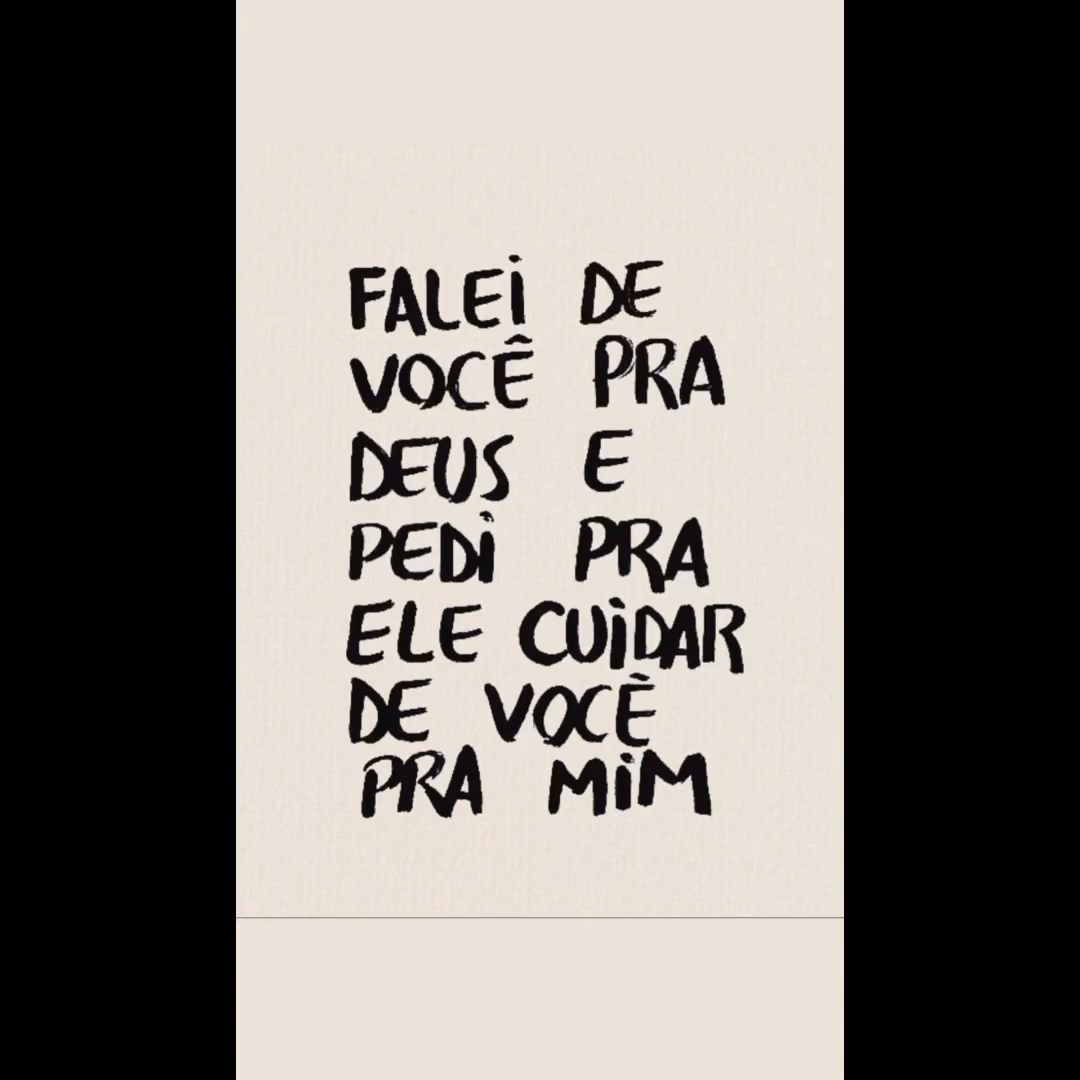 FALEI DE
VOCÊ PRA
DEUS E
PEDI PRA
ELE CUIDAR
DE VOCÊ
PRA MIM